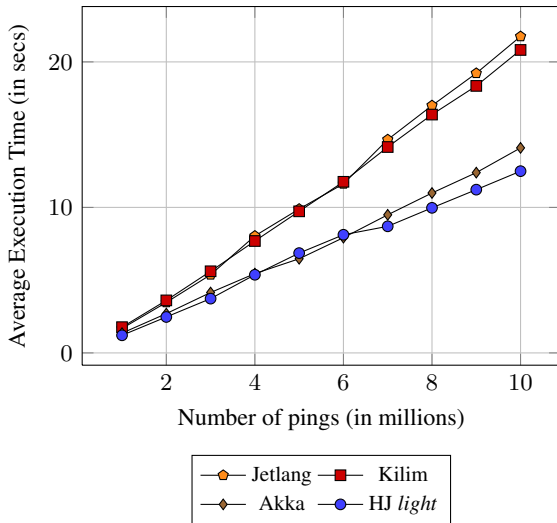 20
10
0
2 4 6 8 10
Average Execution Time (in secs)
Number of pings (in millions)
Jetlang Kilim
Akka HJ light